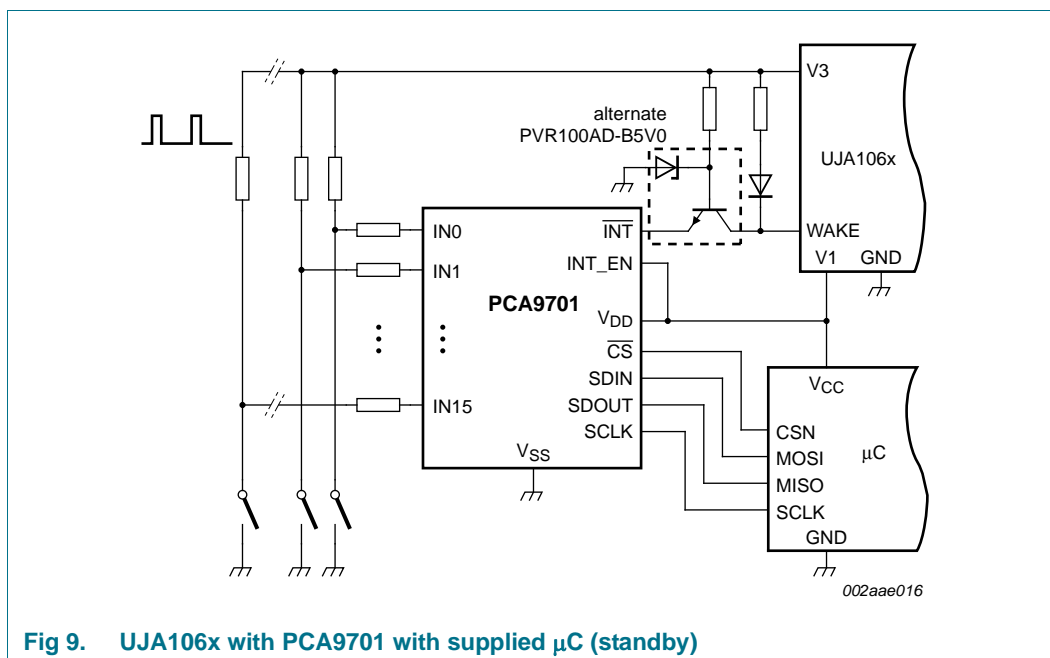 V3
alternate
PVR100AD-B5V0
UJA106x
IN0
INT
WAKE
IN1
INT_EN
V1
GND
PCA9701
VDD
CS
VCC
SDIN
IN15
SDOUT
CSN
SCLK
MOSI
μC
VSS
MISO
SCLK
GND
002aae016
Fig 9. UJA106x with PCA9701 with supplied μC (standby)